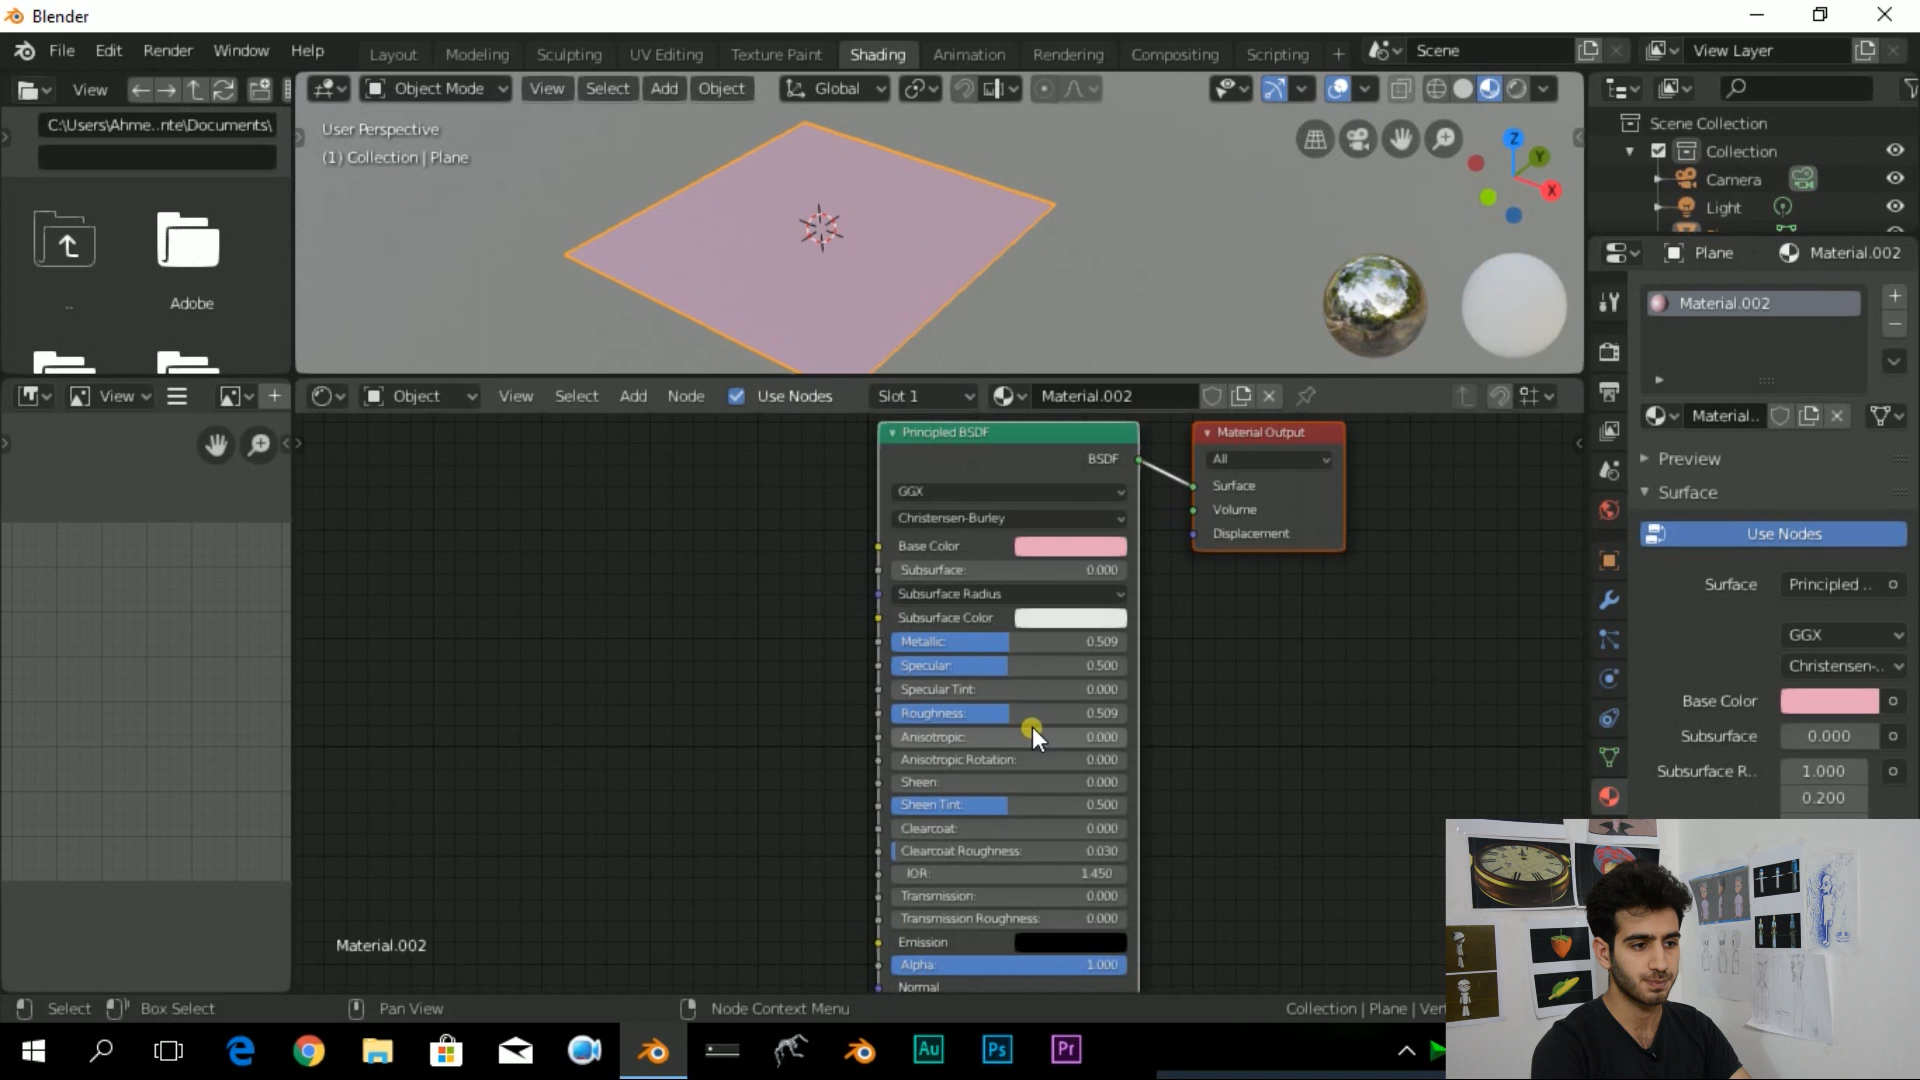 Blender
File Edit Render Window Help
Layout Modeling Sculpting UV Editing Texture Paint Shading Animation Rendering Compositing Scripting +
Scene
View Layer
View
Object Mode View Select Add Object Global
C:\Users\Ahme..nte\Documents\
User Perspective
(1) Collection | Plane
Z
Y
X
Scene Collection
Collection
Camera
Light
..
Adobe
Plane Material.002
Material.002
View
Object View Select Add Node Use Nodes Slot 1 Material.002
Material..
Principled BSDF
BSDF
GGX
Christensen-Burley
Base Color
Subsurface: 0.000
Subsurface Radius
Subsurface Color
Metallic: 0.509
Specular: 0.500
Specular Tint: 0.000
Roughness: 0.509
Anisotropic: 0.000
Anisotropic Rotation: 0.000
Sheen: 0.000
Sheen Tint: 0.500
Clearcoat: 0.000
Clearcoat Roughness: 0.030
IOR: 1.450
Transmission: 0.000
Transmission Roughness: 0.000
Emission
Alpha: 1.000
Normal
Material Output
All
Surface
Volume
Displacement
Preview
Surface
Use Nodes
Surface Principled ..
GGX
Christensen-..
Base Color
Subsurface 0.000
Subsurface R.. 1.000
0.200
Material.002
Select Box Select Pan View Node Context Menu Collection | Plane | Ver
Au Ps Pr